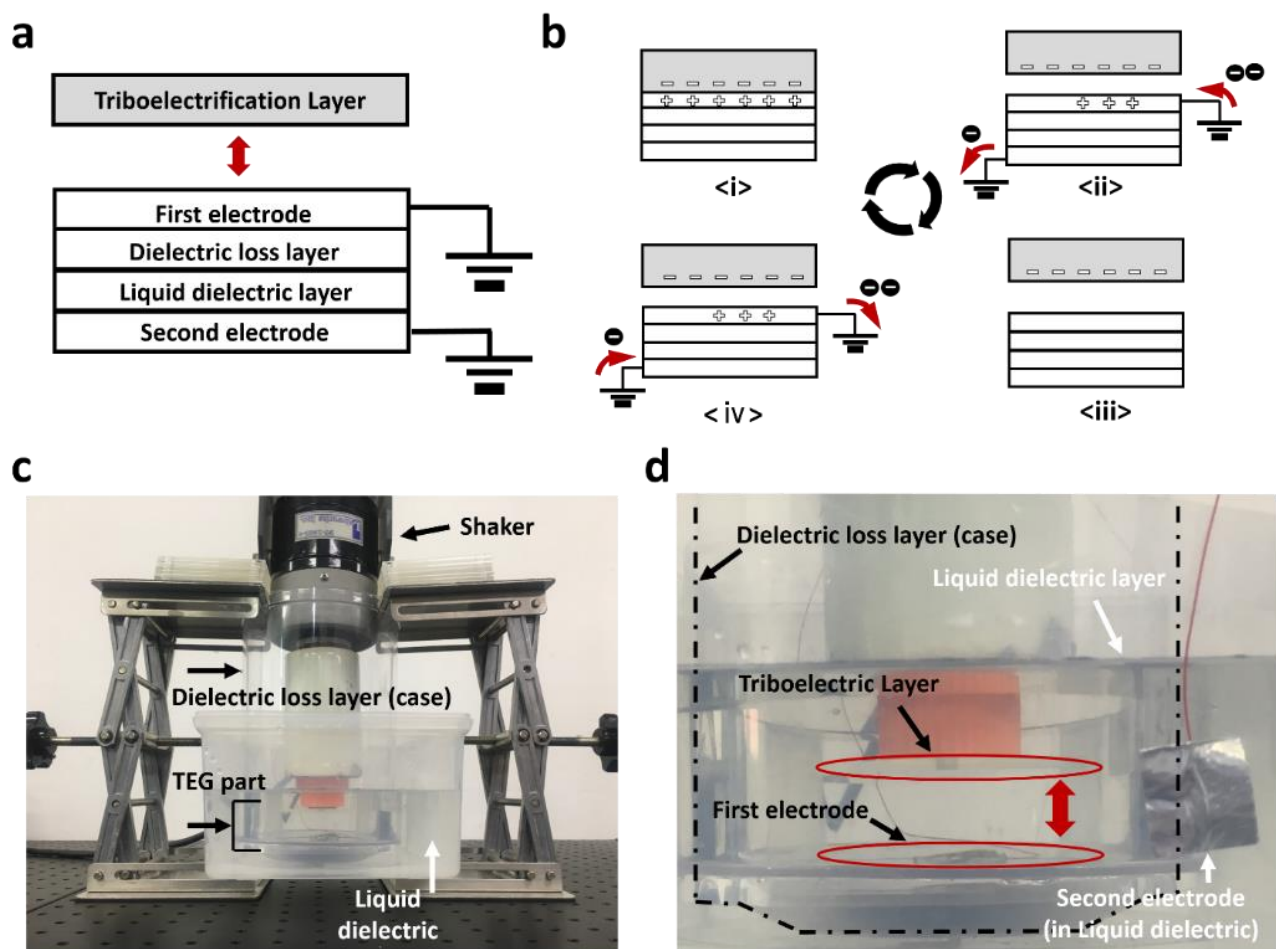 a
Triboelectrification Layer
First electrode
Dielectric loss layer
Liquid dielectric layer
Second electrode
b
<i>
<ii>
<iv>
<iii>
c
Shaker
Dielectric loss layer (case)
TEG part
Liquid
dielectric
d
Dielectric loss layer (case)
Liquid dielectric layer
Triboelectric Layer
First electrode
Second electrode
(in Liquid dielectric)